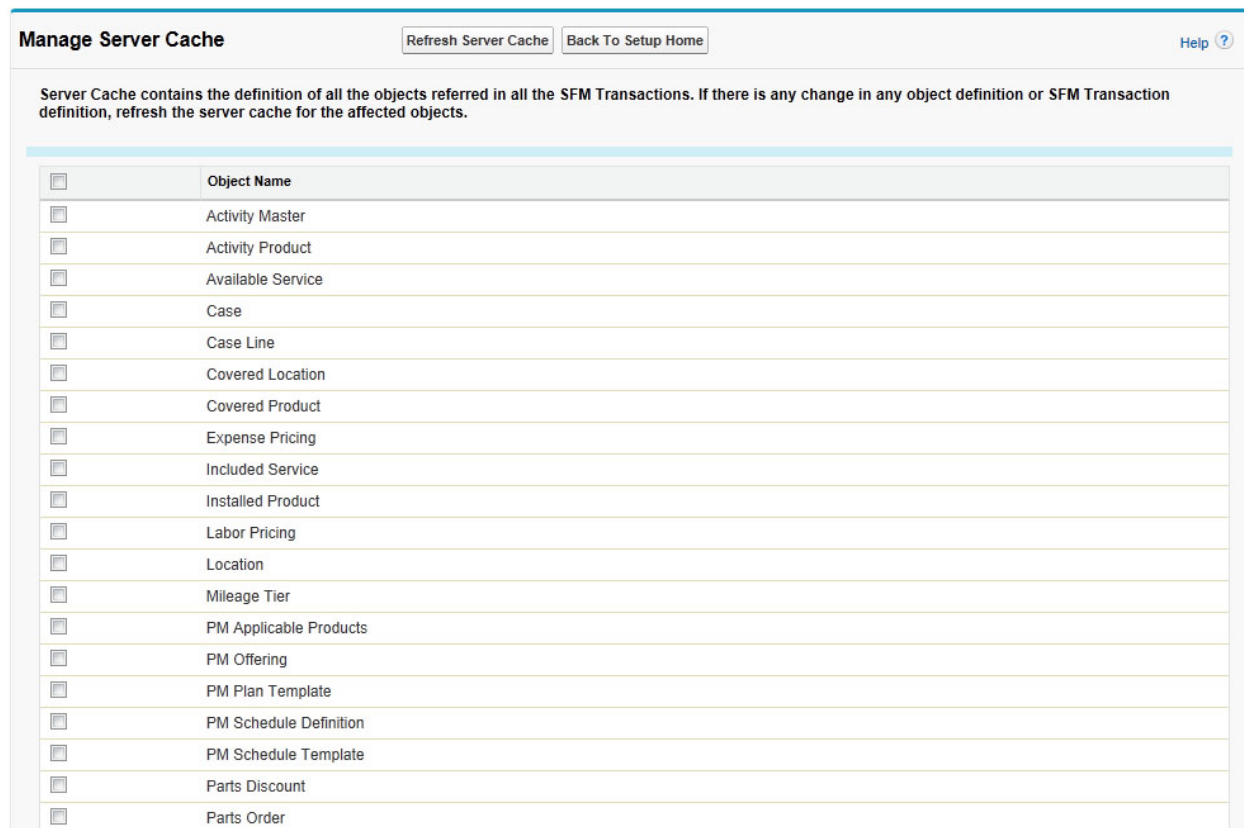 Manage Server Cache Refresh Server Cache Back To Setup Home Help ?
Server Cache contains the definition of all the objects referred in all the SFM Transactions. If there is any change in any object definition or SFM Transaction
definition, refresh the server cache for the affected objects.
Object Name
Activity Master
Activity Product
Available Service
Case
Case Line
Covered Location
Covered Product
Expense Pricing
Included Service
Installed Product
Labor Pricing
Location
Mileage Tier
PM Applicable Products
PM Offering
PM Plan Template
PM Schedule Definition
PM Schedule Template
Parts Discount
Parts Order